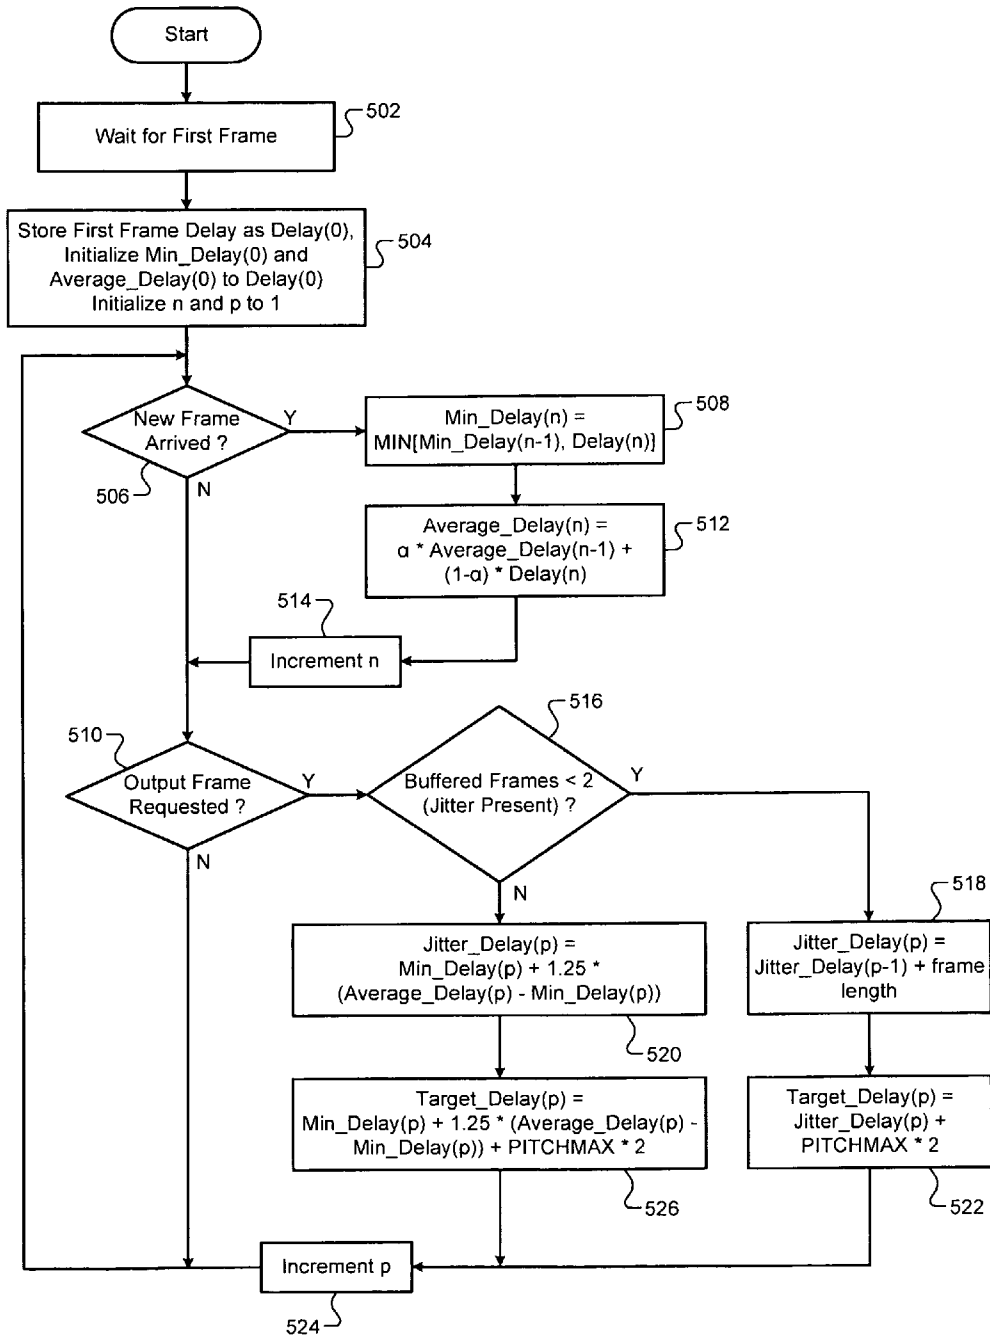 Start
502
Wait for First Frame
Store First Frame Delay as Delay(0),
Initialize Min_Delay(0) and
Average_Delay(0) to Delay(0)
Initialize n and p to 1
504
New Frame
Arrived ?
Y
506
N
Min_Delay(n) =
MIN[Min_Delay(n-1), Delay(n)]
508
Average_Delay(n) =
α * Average_Delay(n-1) +
(1-α) * Delay(n)
512
514
Increment n
510
Output Frame
Requested ?
Y
N
516
Buffered Frames < 2
(Jitter Present) ?
Y
N
518
Jitter_Delay(p) =
Min_Delay(p) + 1.25 *
(Average_Delay(p) - Min_Delay(p))
520
Jitter_Delay(p) =
Jitter_Delay(p-1) + frame
length
Target_Delay(p) =
Min_Delay(p) + 1.25 * (Average_Delay(p) -
Min_Delay(p)) + PITCHMAX * 2
526
Target_Delay(p) =
Jitter_Delay(p) +
PITCHMAX * 2
522
Increment p
524